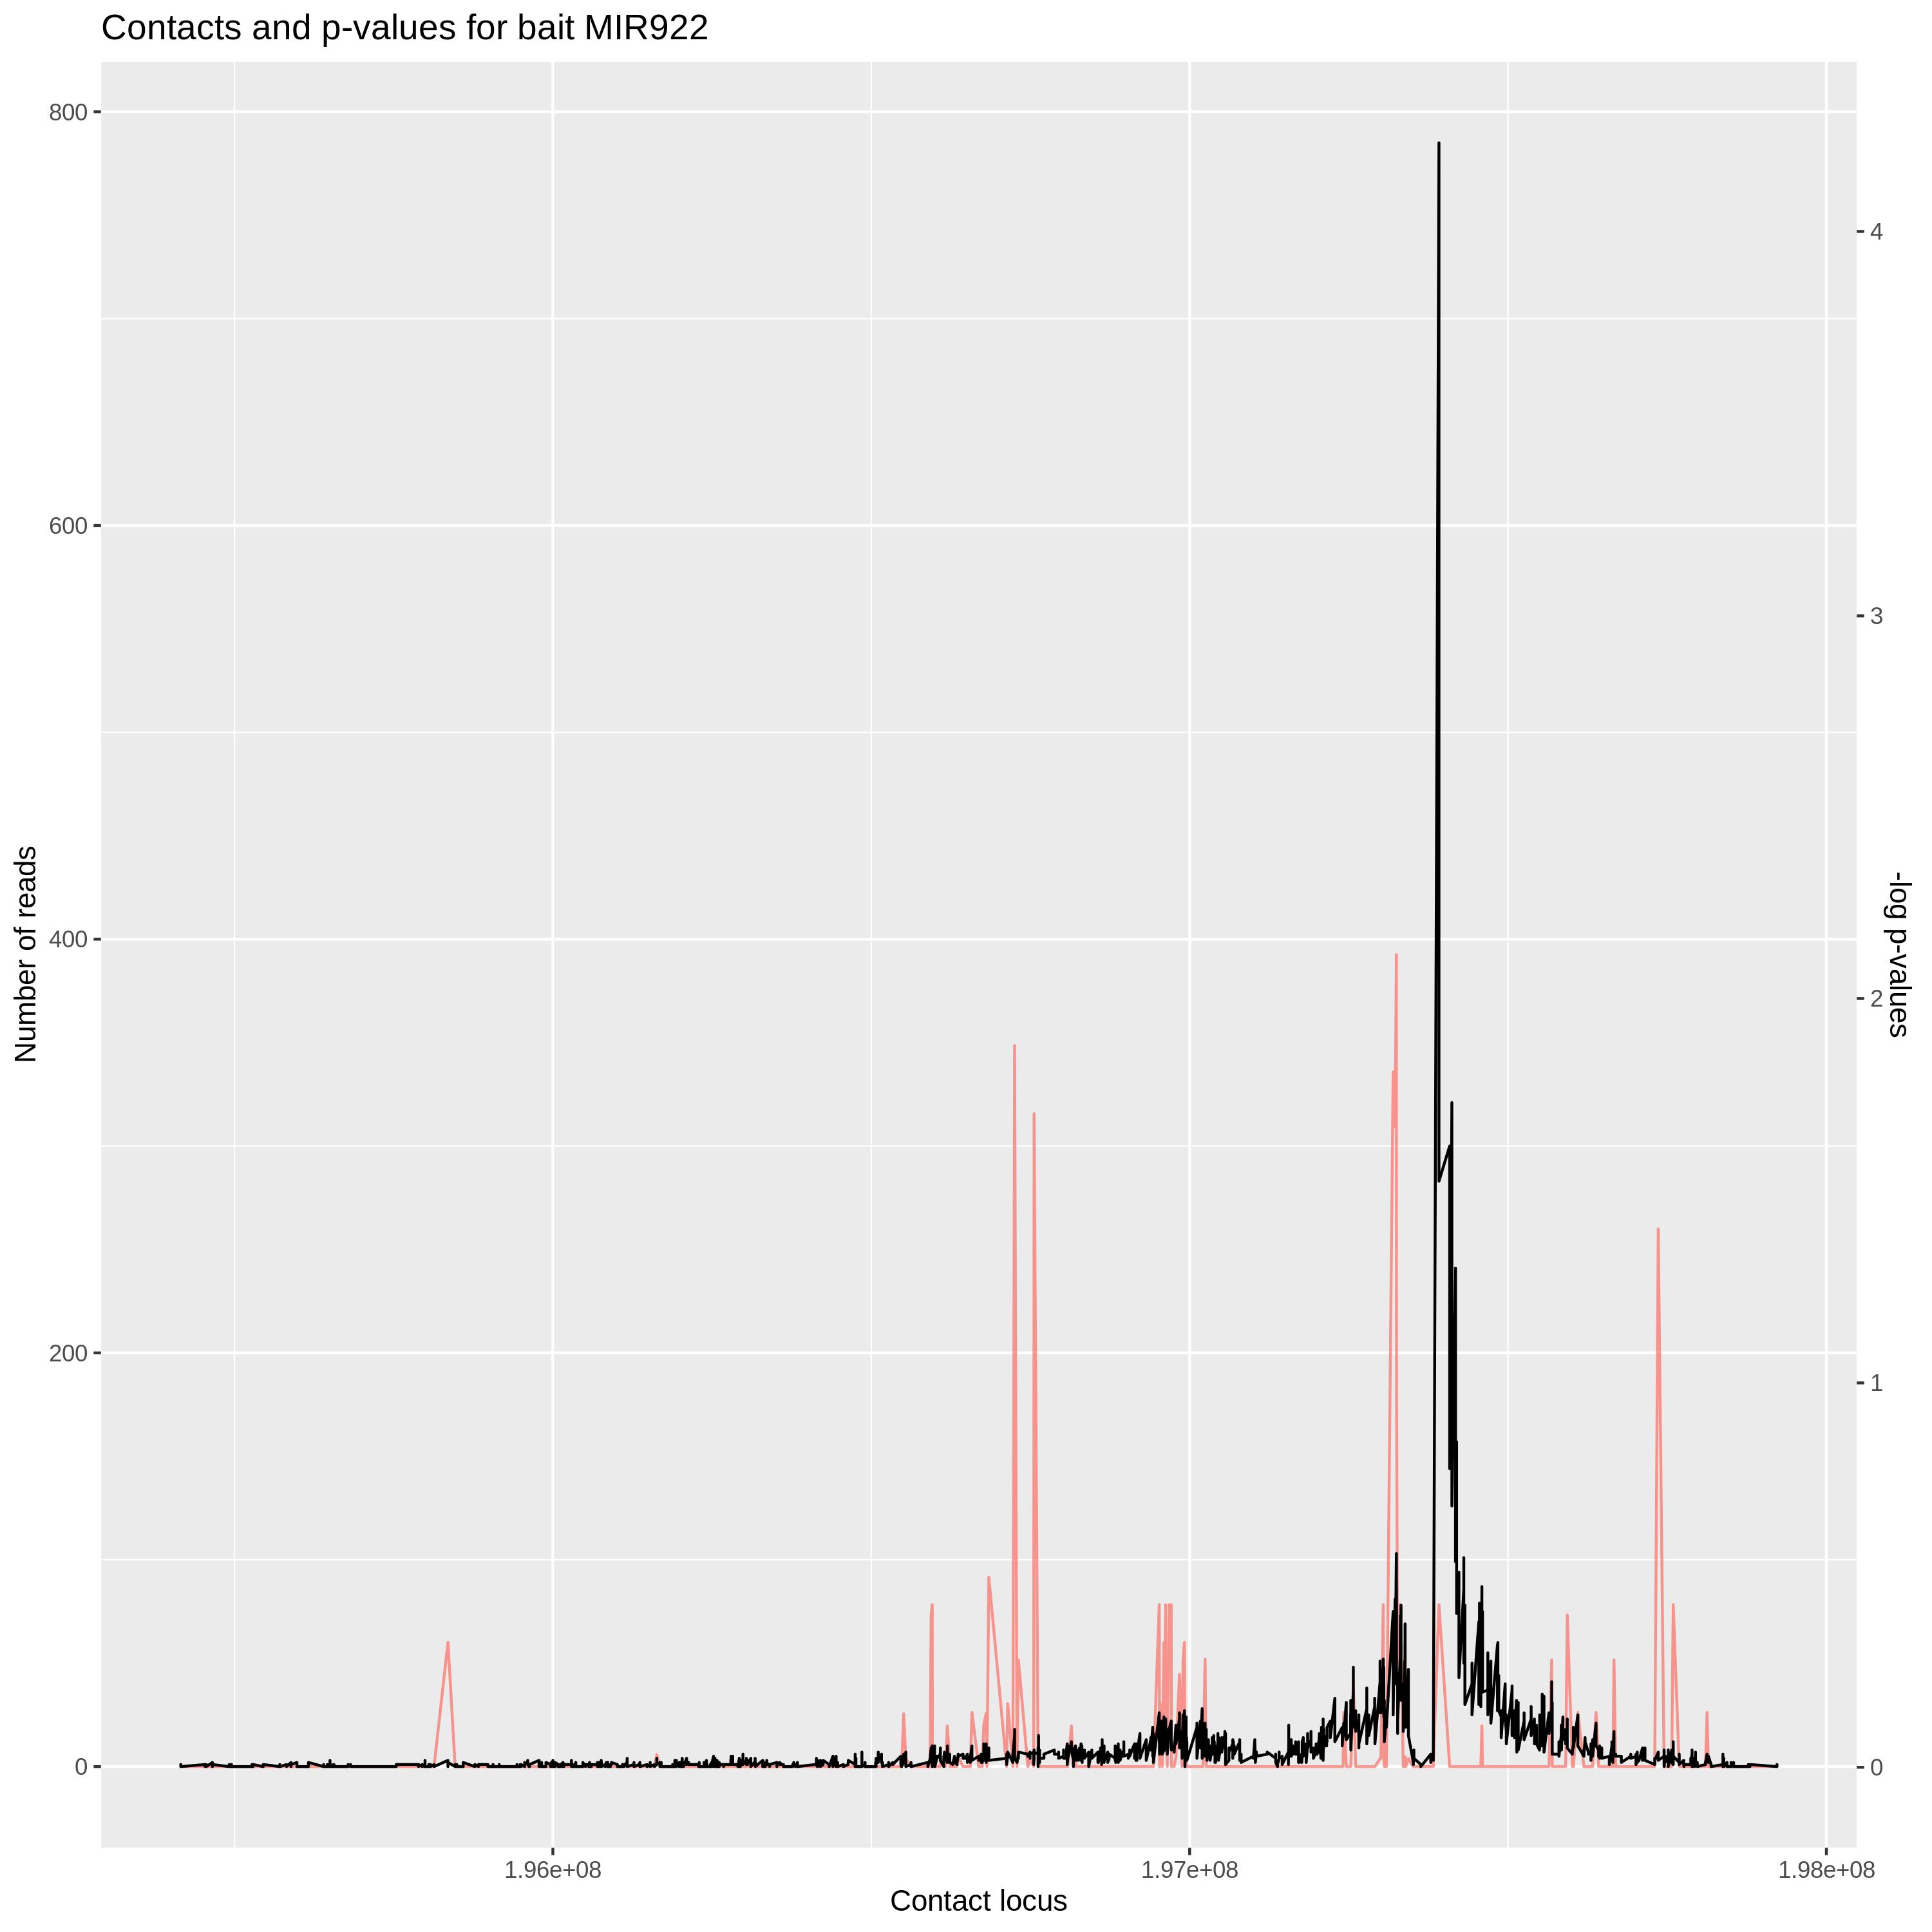 Contacts and p-values for bait MIR922
800
600
400
200
0
Number of reads
4
3
2
1
0
-log p-values
1.96e+08
1.97e+08
1.98e+08
Contact locus